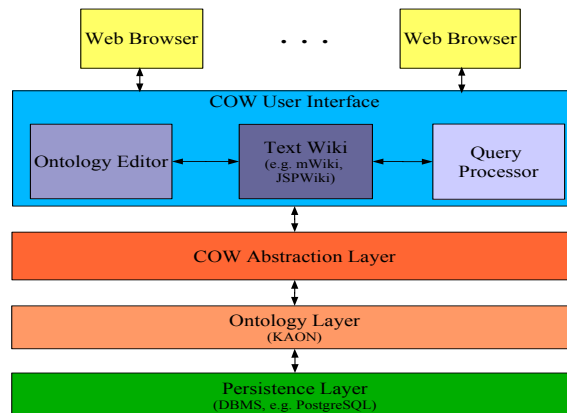 Web Browser
. . .
Web Browser
COW User Interface
Ontology Editor
Text Wiki
(e.g. mWiki,
JSPWiki)
Query
Processor
COW Abstraction Layer
Ontology Layer
(KAON)
Persistence Layer
(DBMS, e.g. PostgreSQL)